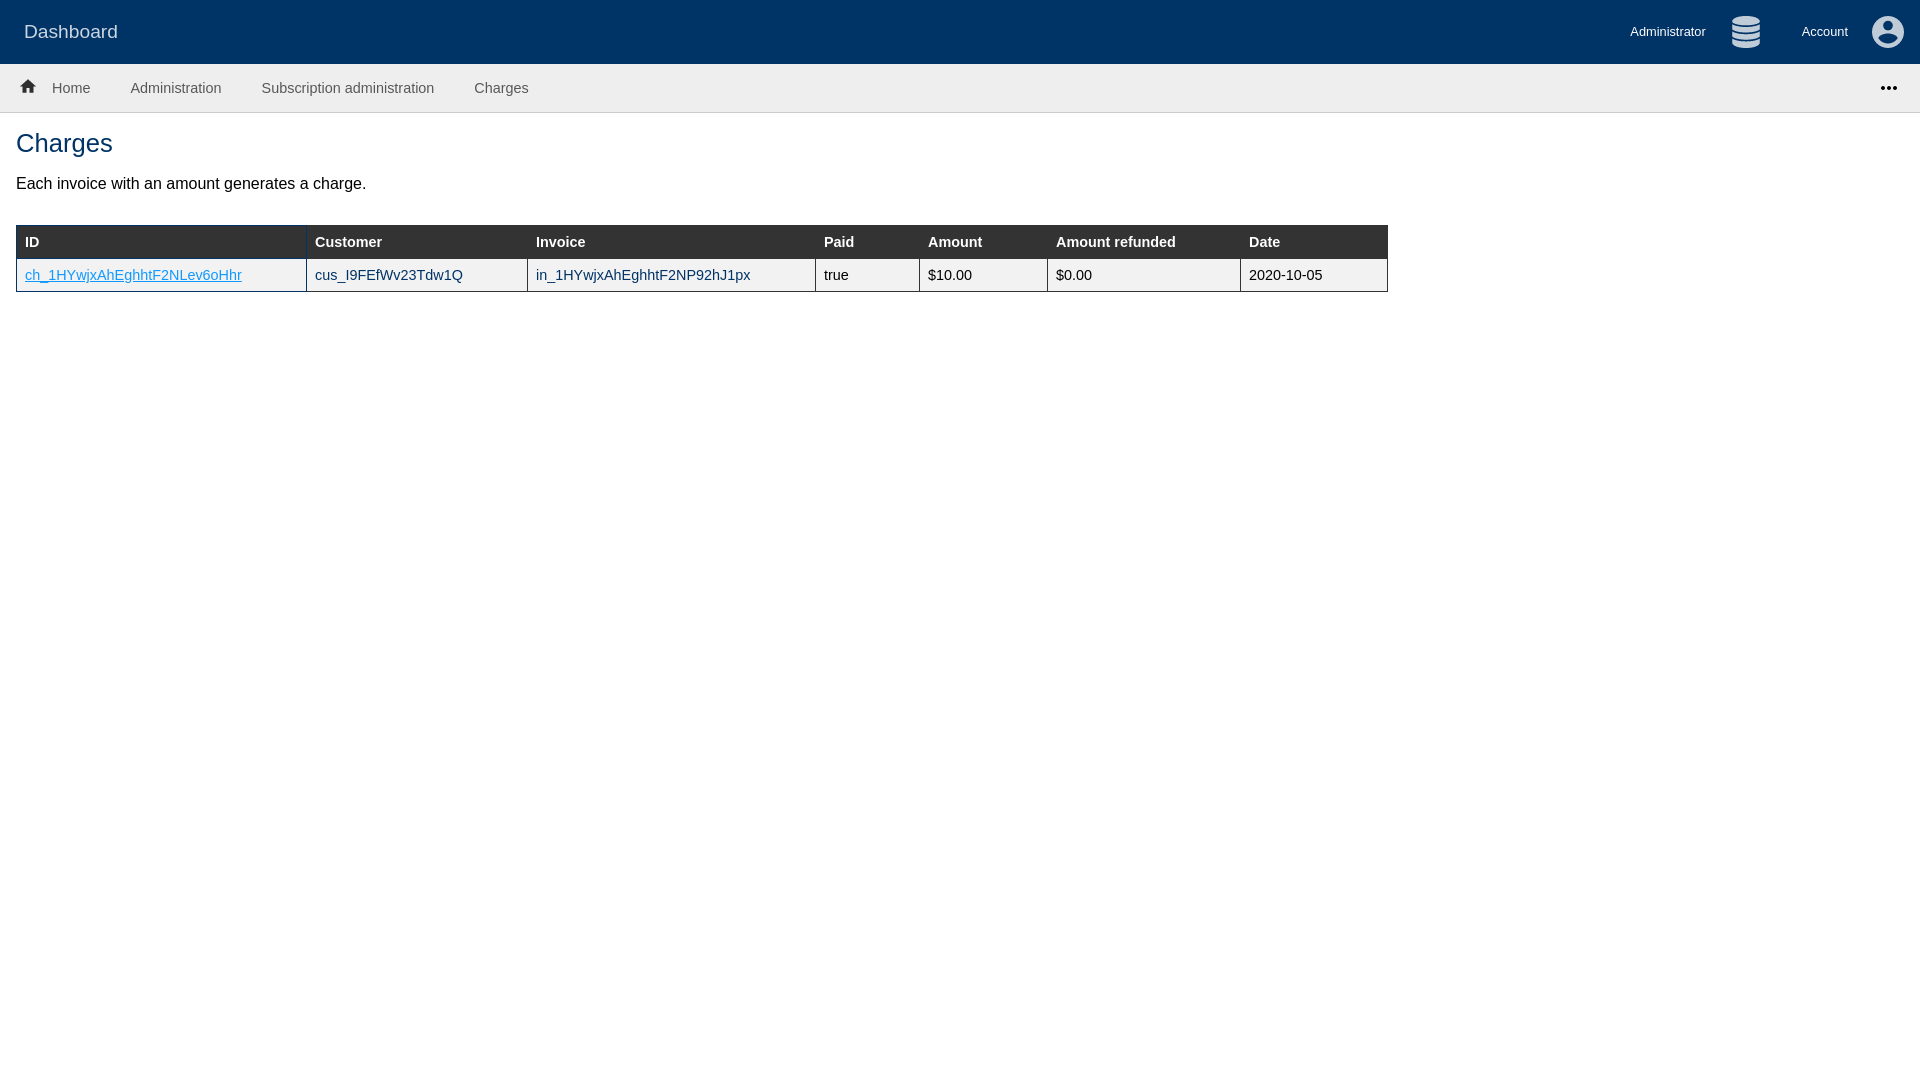 Dashboard
Administrator
Account
Home
Administration
Subscription administration
Charges
Charges
Each invoice with an amount generates a charge.
ID Customer Invoice Paid Amount Amount refunded Date
ch_1HYwjxAhEghhtF2NLev6oHhr cus_I9FEfWv23Tdw1Q in_1HYwjxAhEghhtF2NP92hJ1px true $10.00 $0.00 2020-10-05